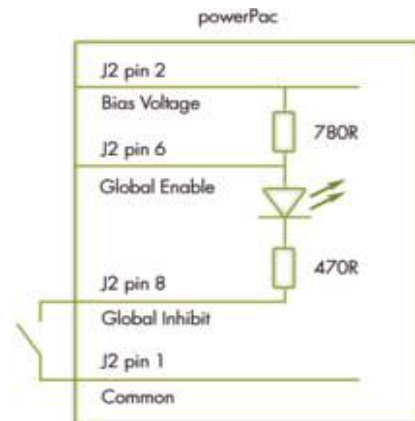 powerPac
J2 pin 2
Bias Voltage
780R
J2 pin 6
Global Enable
470R
J2 pin 8
Global Inhibit
J2 pin 1
Common